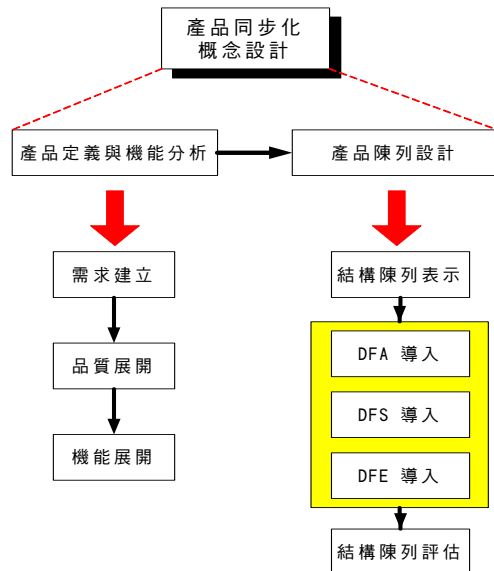 產品同步化
概念設計
產品定義與機能分析
產品陳列設計
需求建立
品質展開
機能展開
結構陳列表示
DFA 導入
DFS 導入
DFE 導入
結構陳列評估